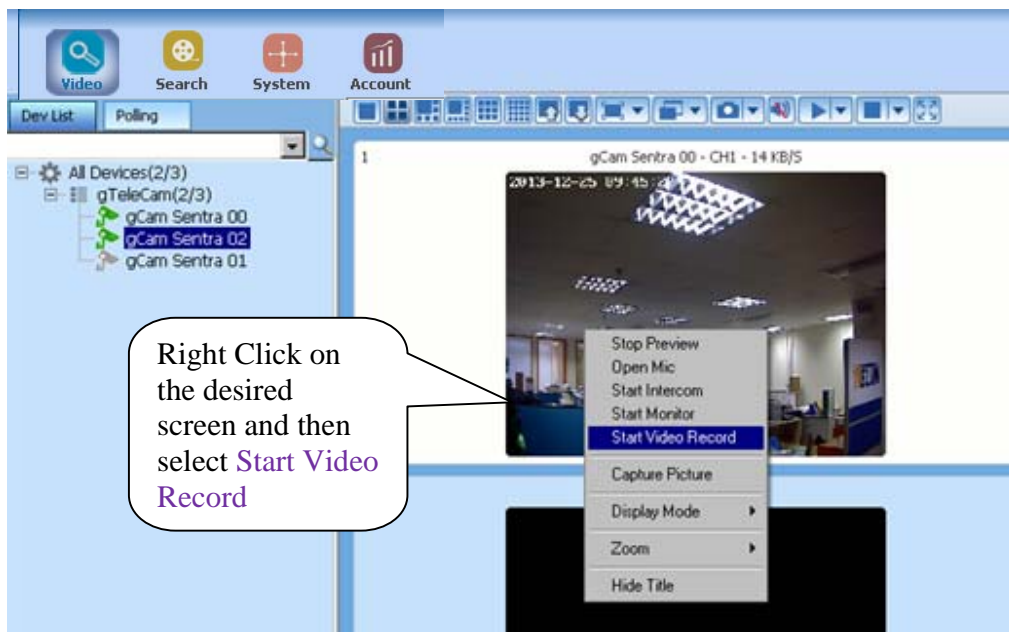 Video Search System Account
Dev List Polling
All Devices(2/3)
gTeleCam(2/3)
gCam Sentra 00
gCam Sentra 02
gCam Sentra 01
1
gCam Sentra 00 - CH1 - 14 KB/S
2013-12-25 09:45:
Stop Preview
Open Mic
Start Intercom
Start Monitor
Start Video Record
Capture Picture
Display Mode
Zoom
Hide Title
Right Click on
the desired
screen and then
select Start Video
Record